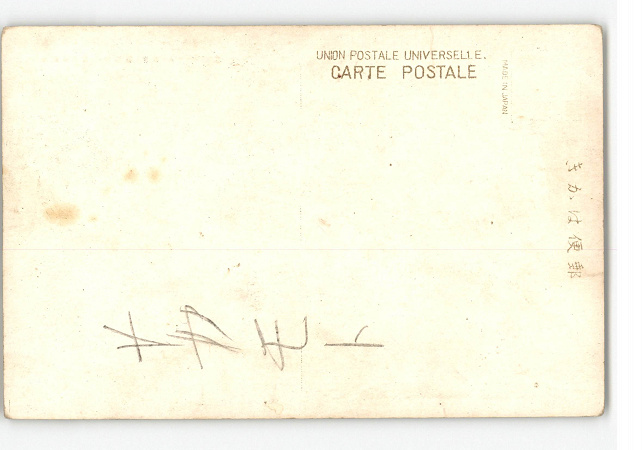 UNION POSTALE UNIVERSELLE.
CARTE POSTALE
MADE IN JAPAN
郵便はかき